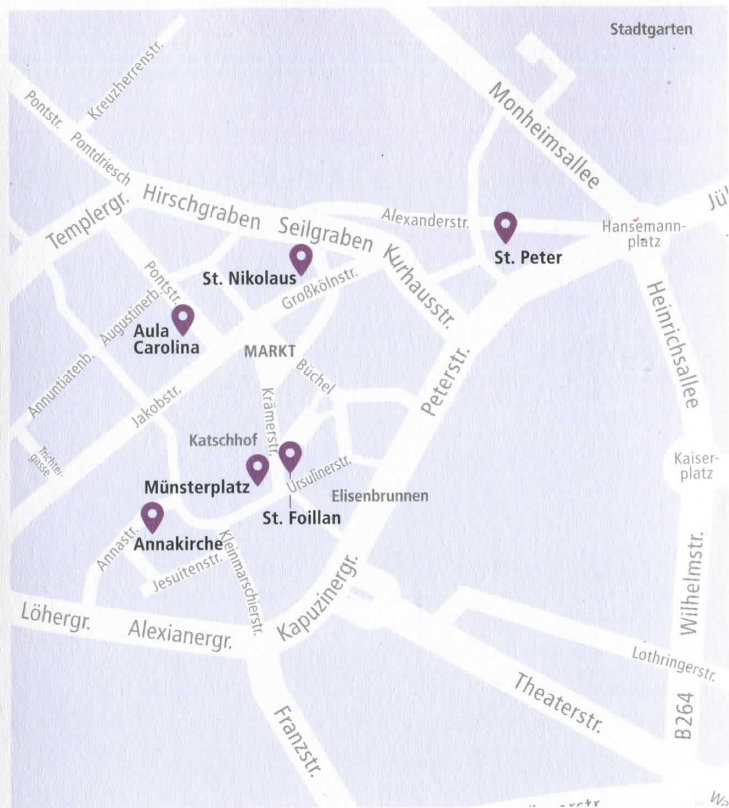 Stadtgarten
Kreuzherrenstr.
Pontstr.
Pontdriesch
Monheimsallee
Templergr.
Hirschgraben
Seilgraben
Alexanderstr.
Hansemann-
platz
St. Peter
Kurhausstr.
Pontstr.
St. Nikolaus
Großkölnstr.
Augustinerb.
Aula
Carolina
MARKT
Heinrichsallee
Annuntiatenb.
Jakobstr.
Büchel
Peterstr.
Krämerstr.
Trichter-
gasse
Katschhof
Kaiser-
platz
Münsterplatz
Ursulinerstr.
Elisenbrunnen
St. Foillan
Annastr.
Annakirche
Jesuitenstr.
Kleinmarschierstr.
Wilhelmstr.
Löhergr.
Alexianergr.
Kapuzinergr.
Lothringerstr.
Theaterstr.
B264
Franzstr.